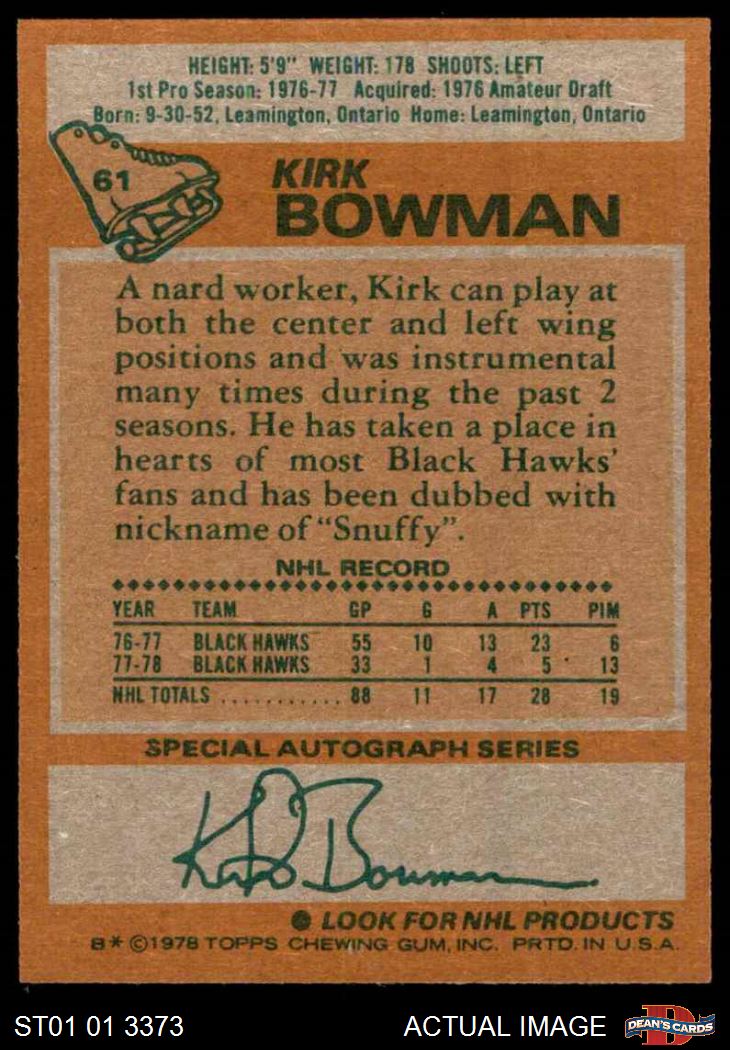 HEIGHT: 5'9" WEIGHT: 178 SHOOTS: LEFT
1st Pro Season: 1976-77 Acquired: 1976 Amateur Draft
Born: 9-30-52, Leamington, Ontario Home: Leamington, Ontario
61
KIRK
BOWMAN
A nard worker, Kirk can play at
both the center and left wing
positions and was instrumental
many times during the past 2
seasons. He has taken a place in
hearts of most Black Hawks'
fans and has been dubbed with
nickname of "Snuffy".
NHL RECORD
YEAR TEAM GP G A PTS PIM
76-77 BLACK HAWKS 55 10 13 23 6
77-78 BLACK HAWKS 33 1 4 5 13
NHL TOTALS ........... 88 11 17 28 19
SPECIAL AUTOGRAPH SERIES
Kirk Bowman
● LOOK FOR NHL PRODUCTS
B* ©1978 TOPPS CHEWING GUM, INC. PRTD. IN U.S.A.
ST01 01 3373 ACTUAL IMAGE D DEAN'S CARDS